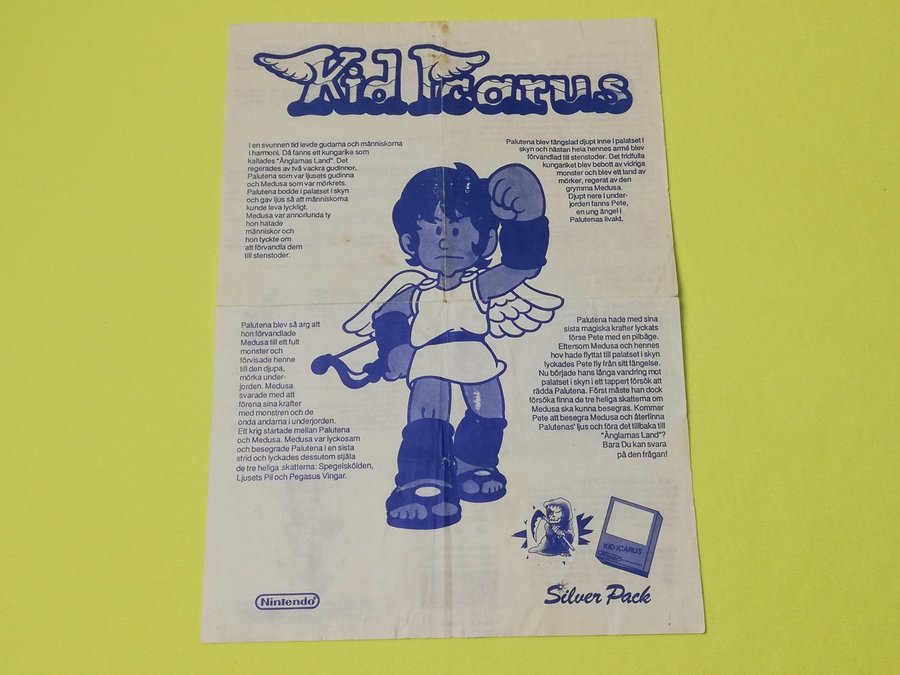 Kid Icarus
I en svunnen tid levde gudarna och människorna
i harmoni. Då fanns ett kungarike som
kallades "Änglarnas Land". Det
regerades av två vackra gudinnor,
Palutena som var ljusets gudinna
och Medusa som var mörkrets.
Palutena bodde i palatset i skyn
och gav ljus så att människorna
kunde leva lyckligt.
Medusa var annorlunda ty
hon hatade
människor och
hon tyckte om
att förvandla dem
till stenstoder.
Palutena blev fängslad djupt inne i palatset i
skyn och nästan hela hennes armé blev
förvandlad till stenstoder. Det fridfulla
kungariket blev bebott av vidriga
monster och blev ett land av
mörker, regerat av den
grymma Medusa.
Djupt nere i under-
jorden fanns Pete,
en ung ängel i
Palutenas livakt.
Palutena blev så arg att
hon förvandlade
Medusa till ett fult
monster och
förvisade henne
till den djupa,
mörka under-
jorden. Medusa
svarade med att
förena sina krafter
med monstren och de
onda andarna i underjorden.
Ett krig startade mellan Palutena
och Medusa. Medusa var lyckosam
och besegrade Palutena i en sista
strid och lyckades dessutom stjäla
de tre heliga skatterna: Spegelskölden,
Ljusets Pil och Pegasus Vingar.
Palutena hade med sina
sista magiska krafter lyckats
förse Pete med en pilbåge.
Eftersom Medusa och hennes
hov hade flyttat till palatset i skyn
lyckades Pete fly från sitt fängelse.
Nu började hans långa vandring mot
palatset i skyn i ett tappert försök att
rädda Palutena. Först måste han dock
försöka finna de tre heliga skatterna om
Medusa ska kunna besegras. Kommer
Pete att besegra Medusa och återfinna
Palutenas' ljus och föra det tillbaka till
"Änglarnas Land"?
Bara Du kan svara
på den frågan!
KID ICARUS
Nintendo
Silver Pack